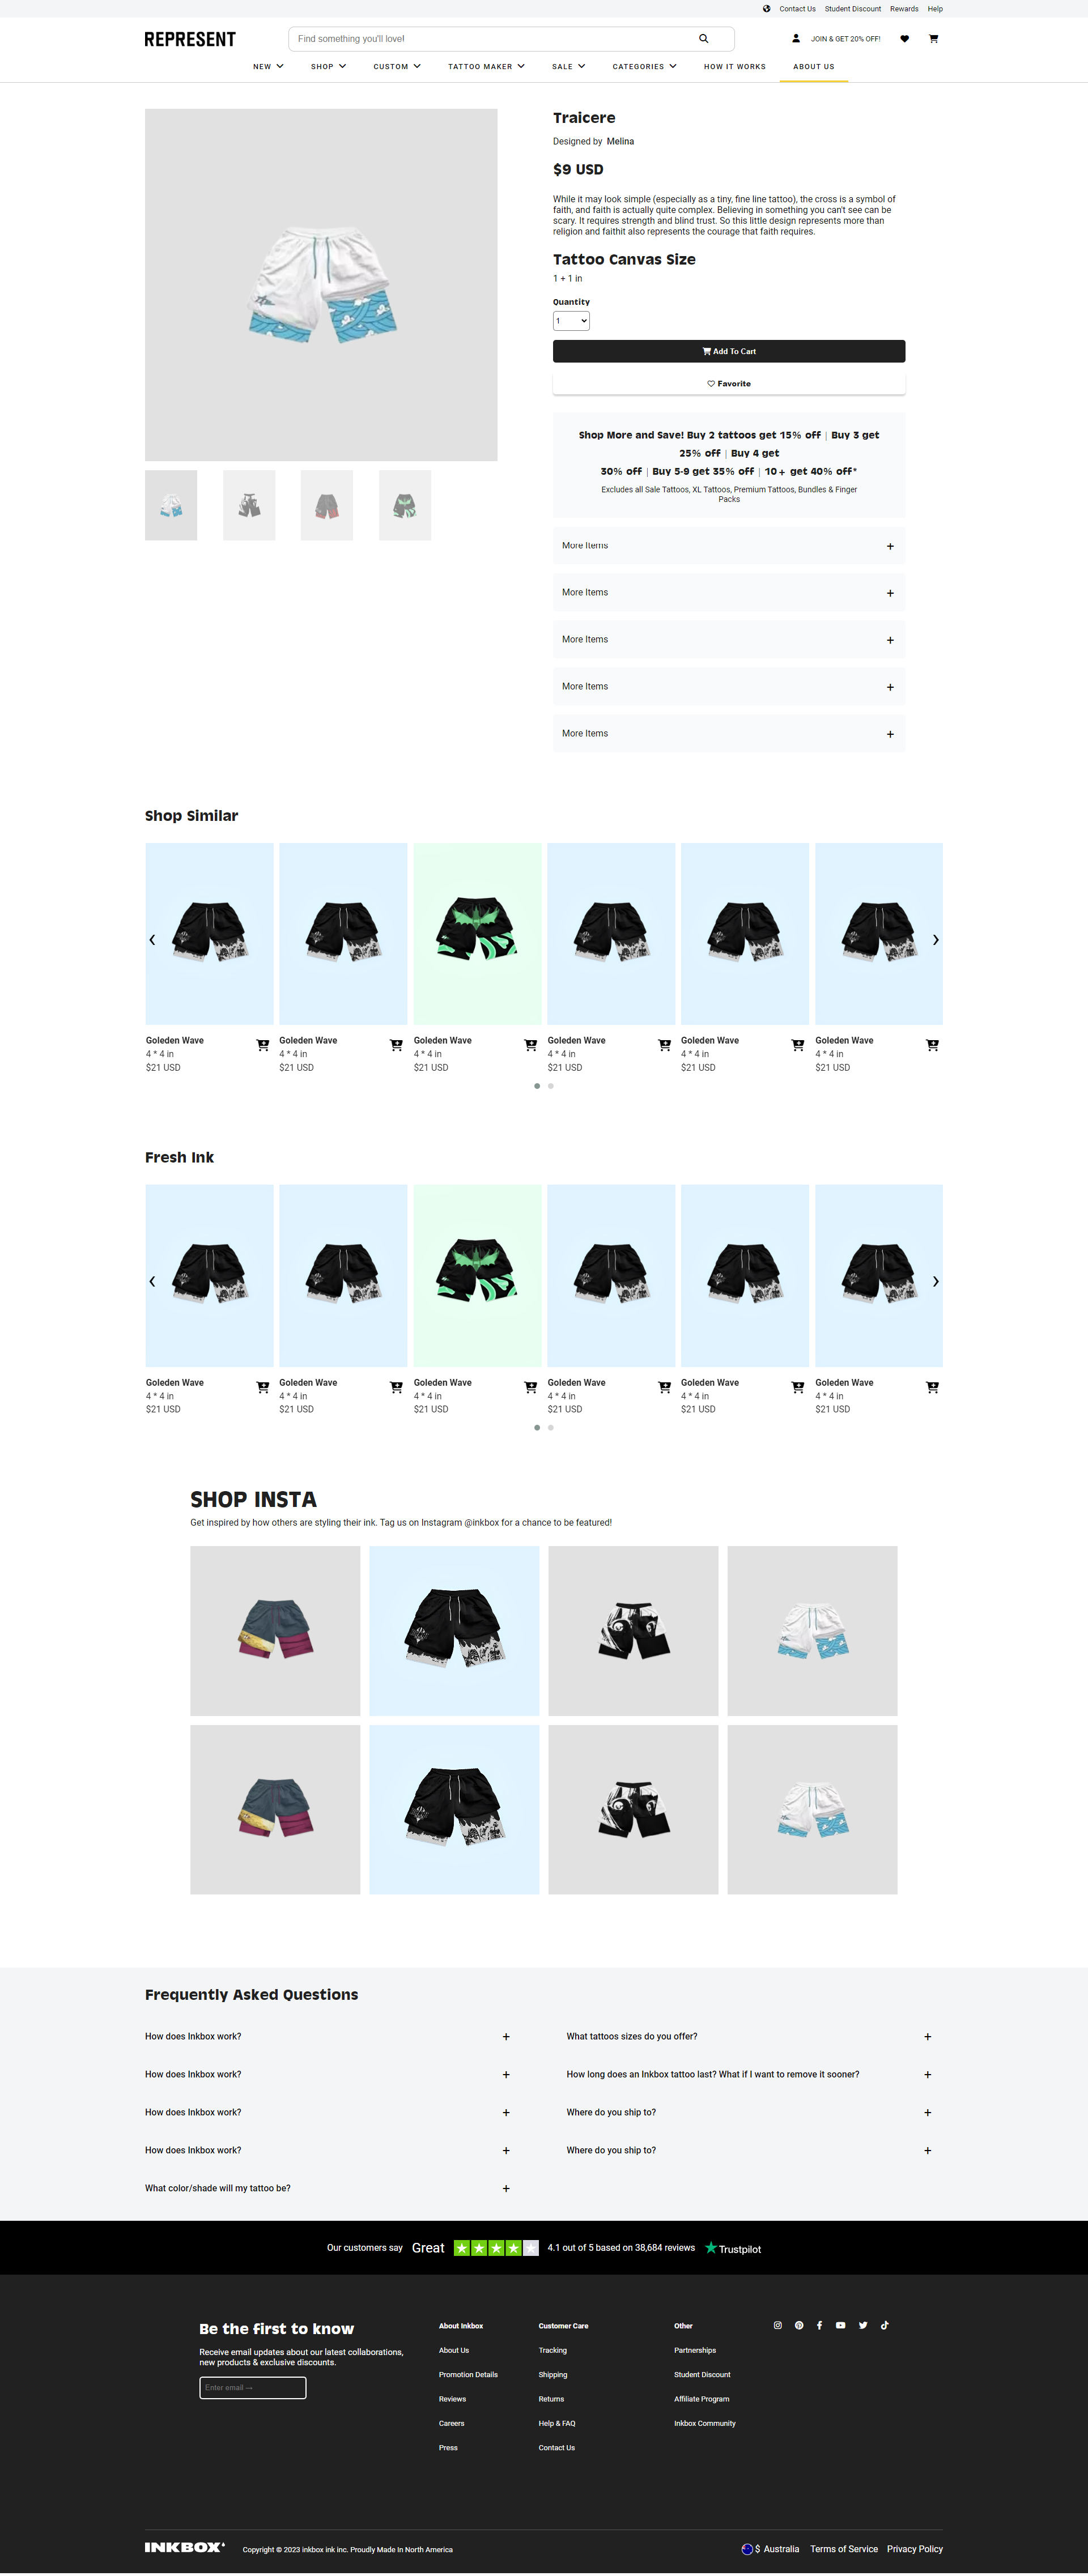 Contact Us Student Discount Rewards Help
REPRESENT
Find something you'll love!
JOIN & GET 20% OFF!
NEW SHOP CUSTOM TATTOO MAKER SALE CATEGORIES HOW IT WORKS ABOUT US
Traicere
Designed by Melina
$9 USD
While it may look simple (especially as a tiny, fine line tattoo), the cross is a symbol of
faith, and faith is actually quite complex. Believing in something you can't see can be
scary. It requires strength and blind trust. So this little design represents more than
religion and faithit also represents the courage that faith requires.
Tattoo Canvas Size
1 + 1 in
Quantity
1
Add To Cart
Favorite
Shop More and Save! Buy 2 tattoos get 15% off | Buy 3 get
25% off | Buy 4 get
30% off | Buy 5-9 get 35% off | 10+ get 40% off*
Excludes all Sale Tattoos, XL Tattoos, Premium Tattoos, Bundles & Finger
Packs
More Items +
More Items +
More Items +
More Items +
More Items +
Shop Similar
Goleden Wave Goleden Wave Goleden Wave Goleden Wave Goleden Wave Goleden Wave
4 * 4 in 4 * 4 in 4 * 4 in 4 * 4 in 4 * 4 in 4 * 4 in
$21 USD $21 USD $21 USD $21 USD $21 USD $21 USD
Fresh Ink
Goleden Wave Goleden Wave Goleden Wave Goleden Wave Goleden Wave Goleden Wave
4 * 4 in 4 * 4 in 4 * 4 in 4 * 4 in 4 * 4 in 4 * 4 in
$21 USD $21 USD $21 USD $21 USD $21 USD $21 USD
SHOP INSTA
Get inspired by how others are styling their ink. Tag us on Instagram @inkbox for a chance to be featured!
Frequently Asked Questions
How does Inkbox work? +
How does Inkbox work? +
How does Inkbox work? +
How does Inkbox work? +
What color/shade will my tattoo be? +
What tattoos sizes do you offer? +
How long does an Inkbox tattoo last? What if I want to remove it sooner? +
Where do you ship to? +
Where do you ship to? +
Our customers say Great 4.1 out of 5 based on 38,684 reviews Trustpilot
Be the first to know
Receive email updates about our latest collaborations,
new products & exclusive discounts.
Enter email →
About Inkbox
About Us
Promotion Details
Reviews
Careers
Press
Customer Care
Tracking
Shipping
Returns
Help & FAQ
Contact Us
Other
Partnerships
Student Discount
Affiliate Program
Inkbox Community
INKBOX Copyright © 2023 inkbox ink inc. Proudly Made In North America
$ Australia Terms of Service Privacy Policy